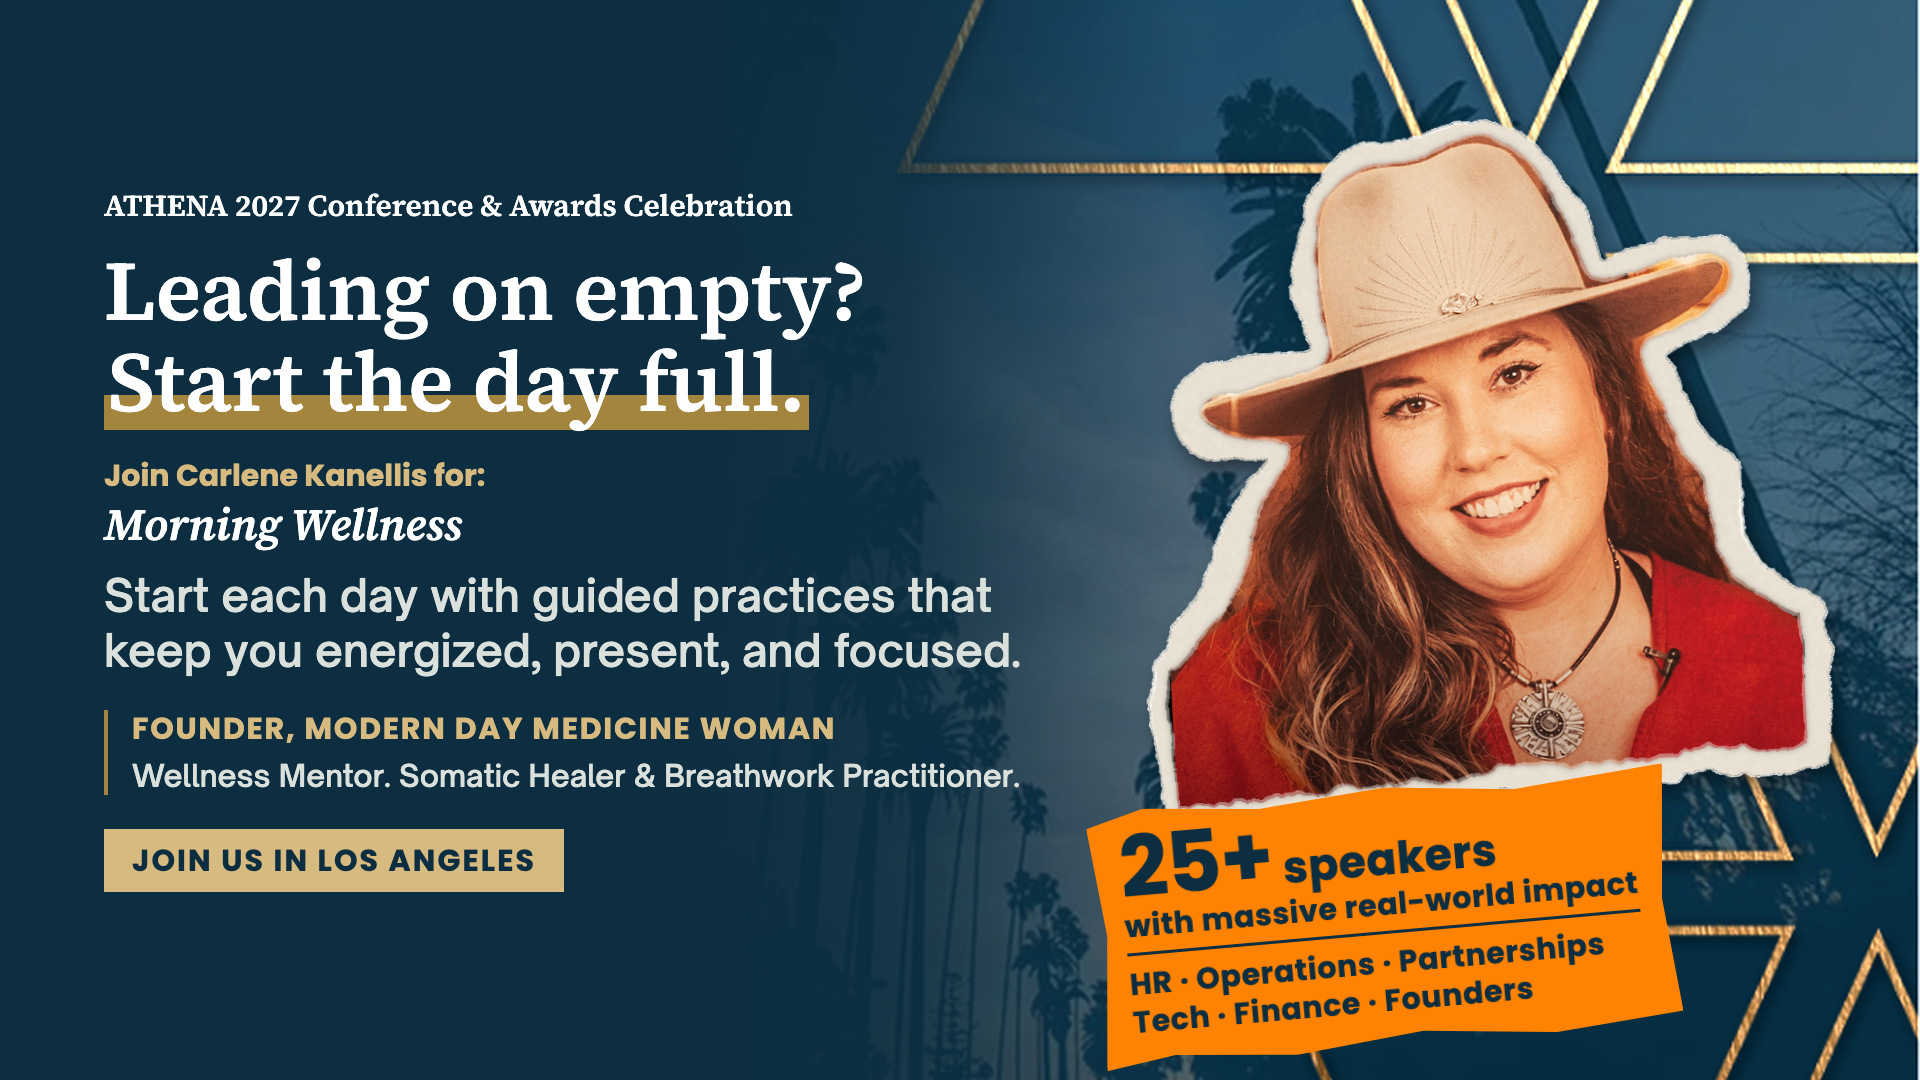 ATHENA 2027 Conference & Awards Celebration
Leading on empty?
Start the day full.
Join Carlene Kanellis for:
Morning Wellness
Start each day with guided practices that
keep you energized, present, and focused.
FOUNDER, MODERN DAY MEDICINE WOMAN
Wellness Mentor. Somatic Healer & Breathwork Practitioner.
JOIN US IN LOS ANGELES
25+ speakers
with massive real-world impact
HR · Operations · Partnerships
Tech · Finance · Founders